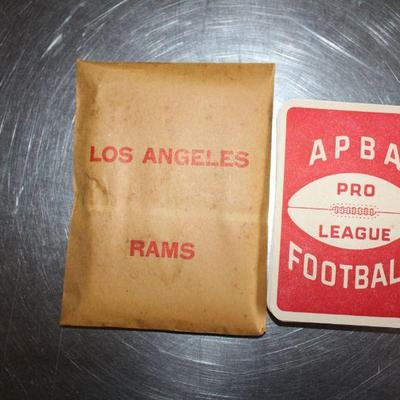 LOS ANGELES
RAMS
APBA
PRO
LEAGUE
FOOTBAL